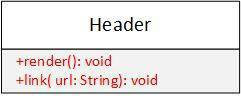 Header
+render(): void
+link( url: String): void